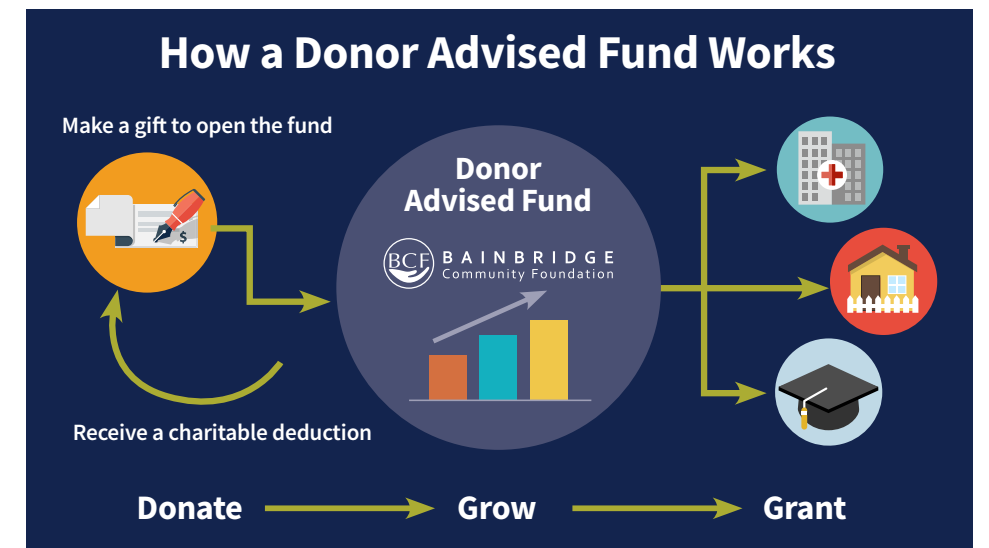 How a Donor Advised Fund Works
Make a gift to open the fund
$
Receive a charitable deduction
Donor
Advised Fund
BCF
BAINBRIDGE
Community Foundation
Donate
Grow
Grant